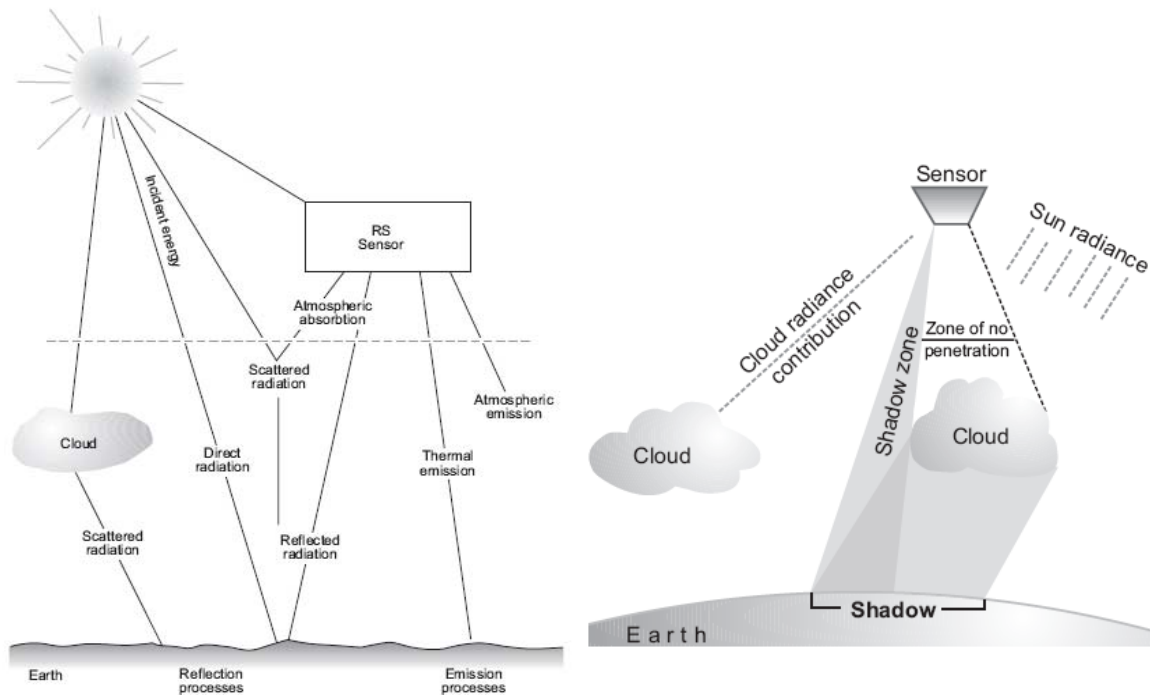 Incident energy
RS
Sensor
Atmospheric
absorbtion
Scattered
radiation
Atmospheric
emission
Cloud
Direct
radiation
Thermal
emission
Scattered
radiation
Reflected
radiation
Earth
Reflection
processes
Emission
processes
Sensor
Sun radiance
Cloud radiance
contribution
Shadow zone
Zone of no
penetration
Cloud
Cloud
Shadow
Earth